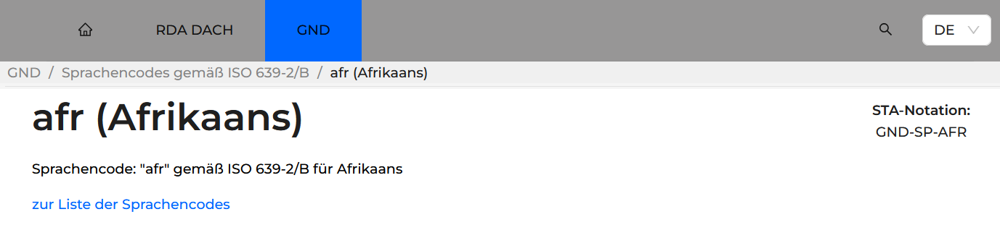 RDA DACH GND DE
GND / Sprachencodes gemäß ISO 639-2/B / afr (Afrikaans)
afr (Afrikaans)
STA-Notation:
GND-SP-AFR
Sprachencode: "afr" gemäß ISO 639-2/B für Afrikaans
zur Liste der Sprachencodes